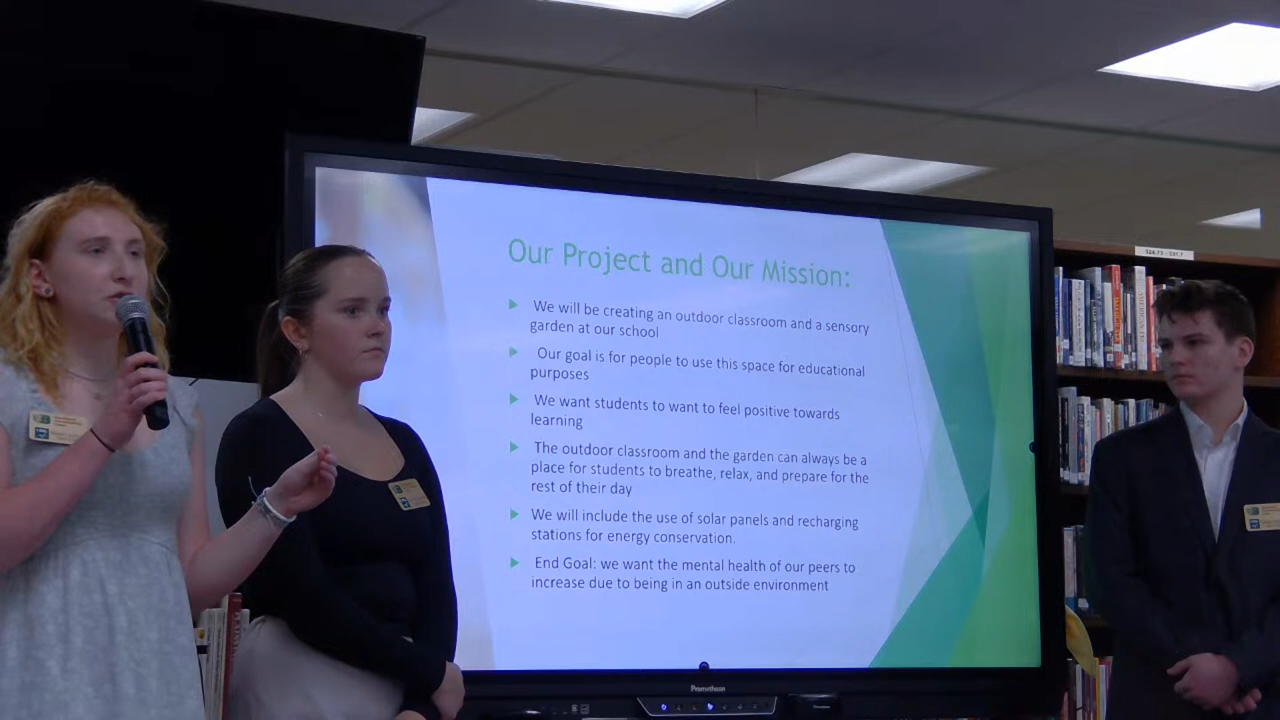 Our Project and Our Mission:
We will be creating an outdoor classroom and a sensory
garden at our school
Our goal is for people to use this space for educational
purposes
We want students to want to feel positive towards
learning
The outdoor classroom and the garden can always be a
place for students to breathe, relax, and prepare for the
rest of their day
We will include the use of solar panels and recharging
stations for energy conservation.
End Goal: we want the mental health of our peers to
increase due to being in an outside environment
Promethean